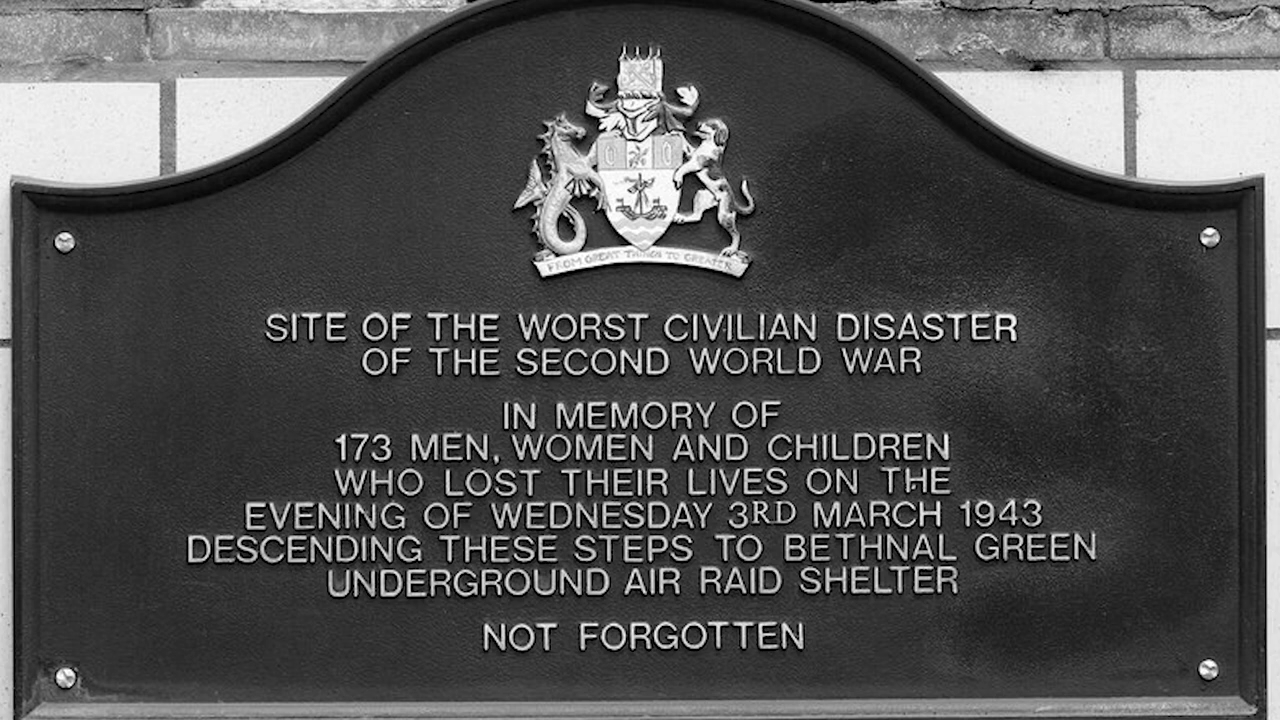 FROM GREAT THINGS TO GREATER
SITE OF THE WORST CIVILIAN DISASTER
OF THE SECOND WORLD WAR
IN MEMORY OF
173 MEN, WOMEN AND CHILDREN
WHO LOST THEIR LIVES ON THE
EVENING OF WEDNESDAY 3RD MARCH 1943
DESCENDING THESE STEPS TO BETHNAL GREEN
UNDERGROUND AIR RAID SHELTER
NOT FORGOTTEN